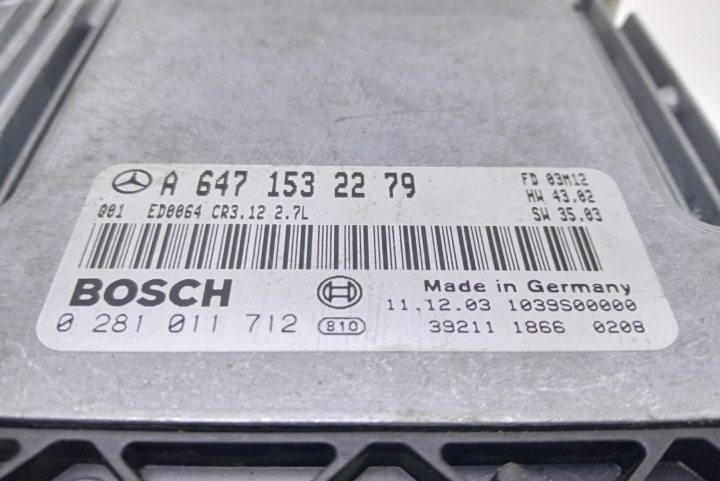 A 647 153 22 79
FD 03M12
HW 43.02
Q01 ED0064 CR3.12 2.7L
SW 35.03
BOSCH
Made in Germany
11.12.03 1039S00000
0 281 011 712 810
39211 1866 0208